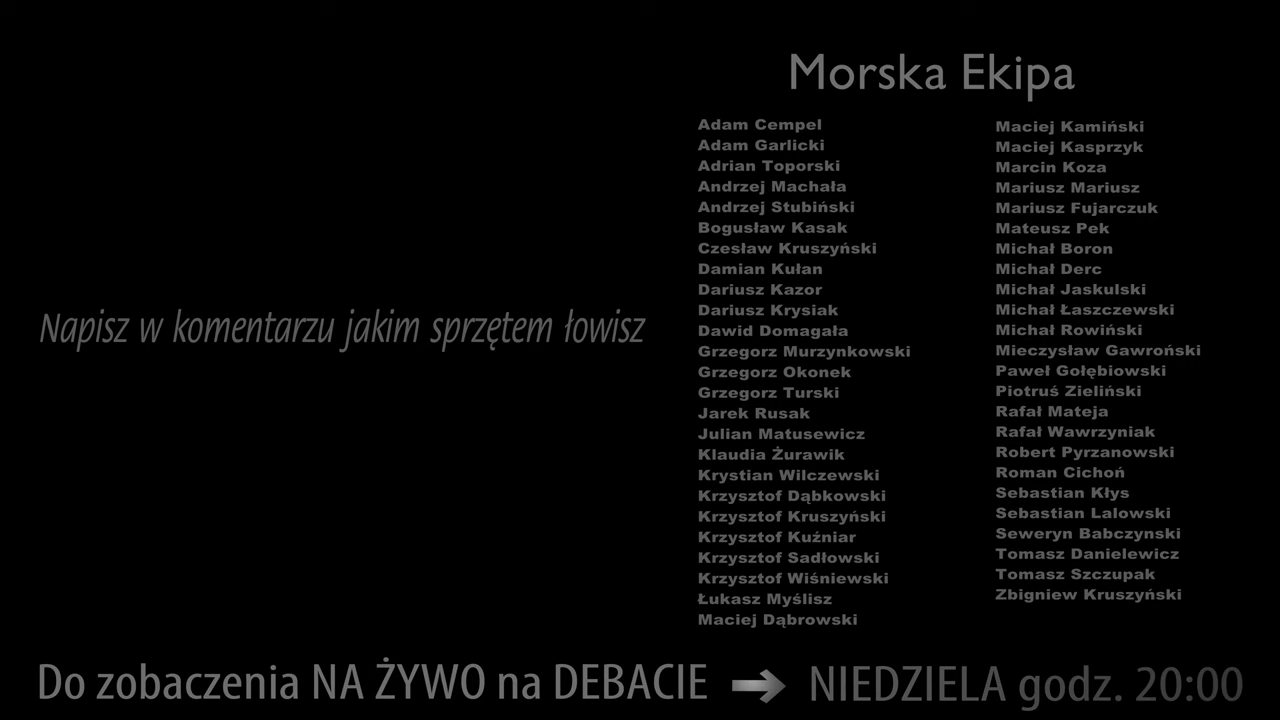 Morska Ekipa
Adam Cempel
Adam Garlicki
Adrian Toporski
Andrzej Machała
Andrzej Stubiński
Bogusław Kasak
Czesław Kruszyński
Damian Kułan
Dariusz Kazor
Dariusz Krysiak
Dawid Domagała
Grzegorz Murzynkowski
Grzegorz Okonek
Grzegorz Turski
Jarek Rusak
Julian Matusewicz
Klaudia Żurawik
Krystian Wilczewski
Krzysztof Dąbkowski
Krzysztof Kruszyński
Krzysztof Kuźniar
Krzysztof Sadłowski
Krzysztof Wiśniewski
Łukasz Myślisz
Maciej Dąbrowski
Maciej Kamiński
Maciej Kasprzyk
Marcin Koza
Mariusz Mariusz
Mariusz Fujarczuk
Mateusz Pek
Michał Boron
Michał Derc
Michał Jaskulski
Michał Łaszczewski
Michał Rowiński
Mieczysław Gawroński
Paweł Gołębiowski
Piotruś Zieliński
Rafał Mateja
Rafał Wawrzyniak
Robert Pyrzanowski
Roman Cichoń
Sebastian Kłys
Sebastian Lalowski
Seweryn Babczynski
Tomasz Danielewicz
Tomasz Szczupak
Zbigniew Kruszyński
Napisz w komentarzu jakim sprzętem łowisz
Do zobaczenia NA ŻYWO na DEBACIE → NIEDZIELA godz. 20:00